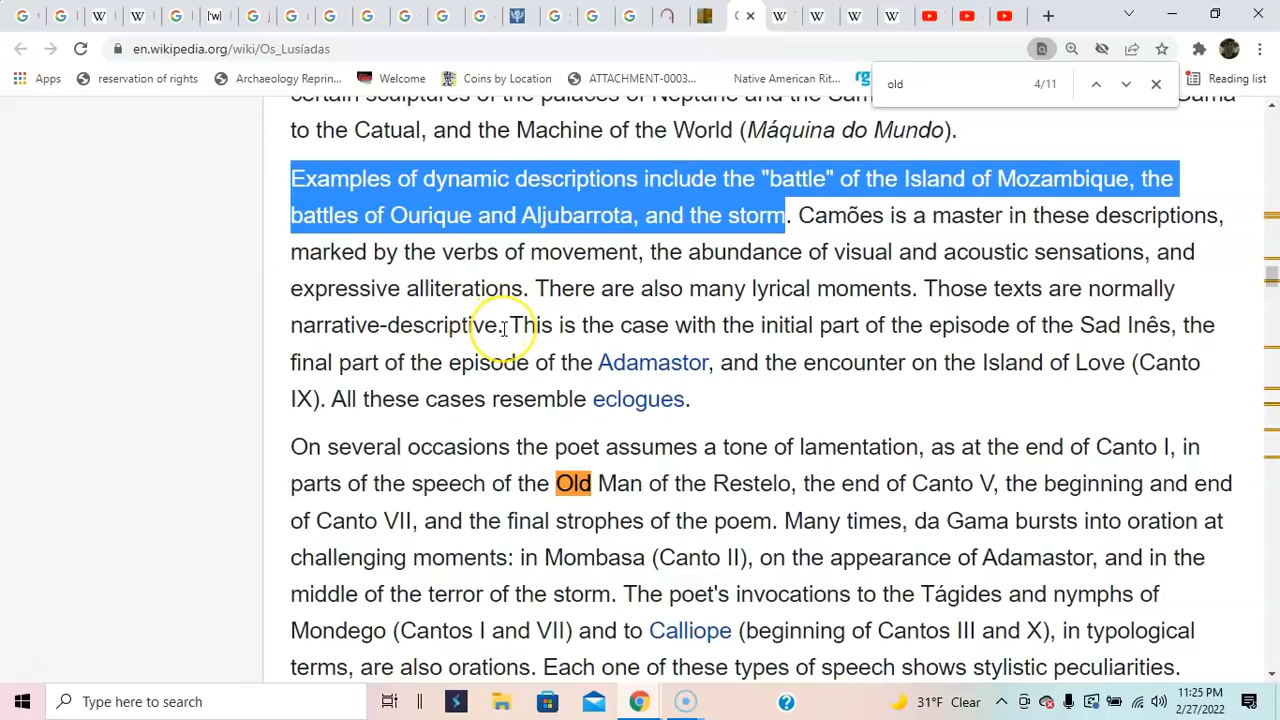 en.wikipedia.org/wiki/Os_Lusíadas
Apps reservation of rights Archaeology Reprin... Welcome Coins by Location ATTACHMENT-0003... Native American Rit... Reading list
old 4/11
to the Catual, and the Machine of the World (Máquina do Mundo).
Examples of dynamic descriptions include the "battle" of the Island of Mozambique, the
battles of Ourique and Aljubarrota, and the storm. Camões is a master in these descriptions,
marked by the verbs of movement, the abundance of visual and acoustic sensations, and
expressive alliterations. There are also many lyrical moments. Those texts are normally
narrative-descriptive. This is the case with the initial part of the episode of the Sad Inês, the
final part of the episode of the Adamastor, and the encounter on the Island of Love (Canto
IX). All these cases resemble eclogues.
On several occasions the poet assumes a tone of lamentation, as at the end of Canto I, in
parts of the speech of the Old Man of the Restelo, the end of Canto V, the beginning and end
of Canto VII, and the final strophes of the poem. Many times, da Gama bursts into oration at
challenging moments: in Mombasa (Canto II), on the appearance of Adamastor, and in the
middle of the terror of the storm. The poet's invocations to the Tágides and nymphs of
Mondego (Cantos I and VII) and to Calliope (beginning of Cantos III and X), in typological
terms, are also orations. Each one of these types of speech shows stylistic peculiarities.
Type here to search
31°F Clear
11:25 PM
2/27/2022